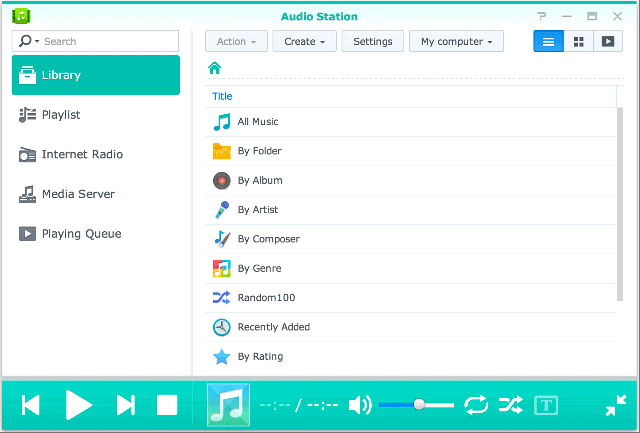 Audio Station
Search
Action Create Settings My computer
Library
Playlist
Internet Radio
Media Server
Playing Queue
Title
All Music
By Folder
By Album
By Artist
By Composer
By Genre
Random100
Recently Added
By Rating
--:-- / --:--
T